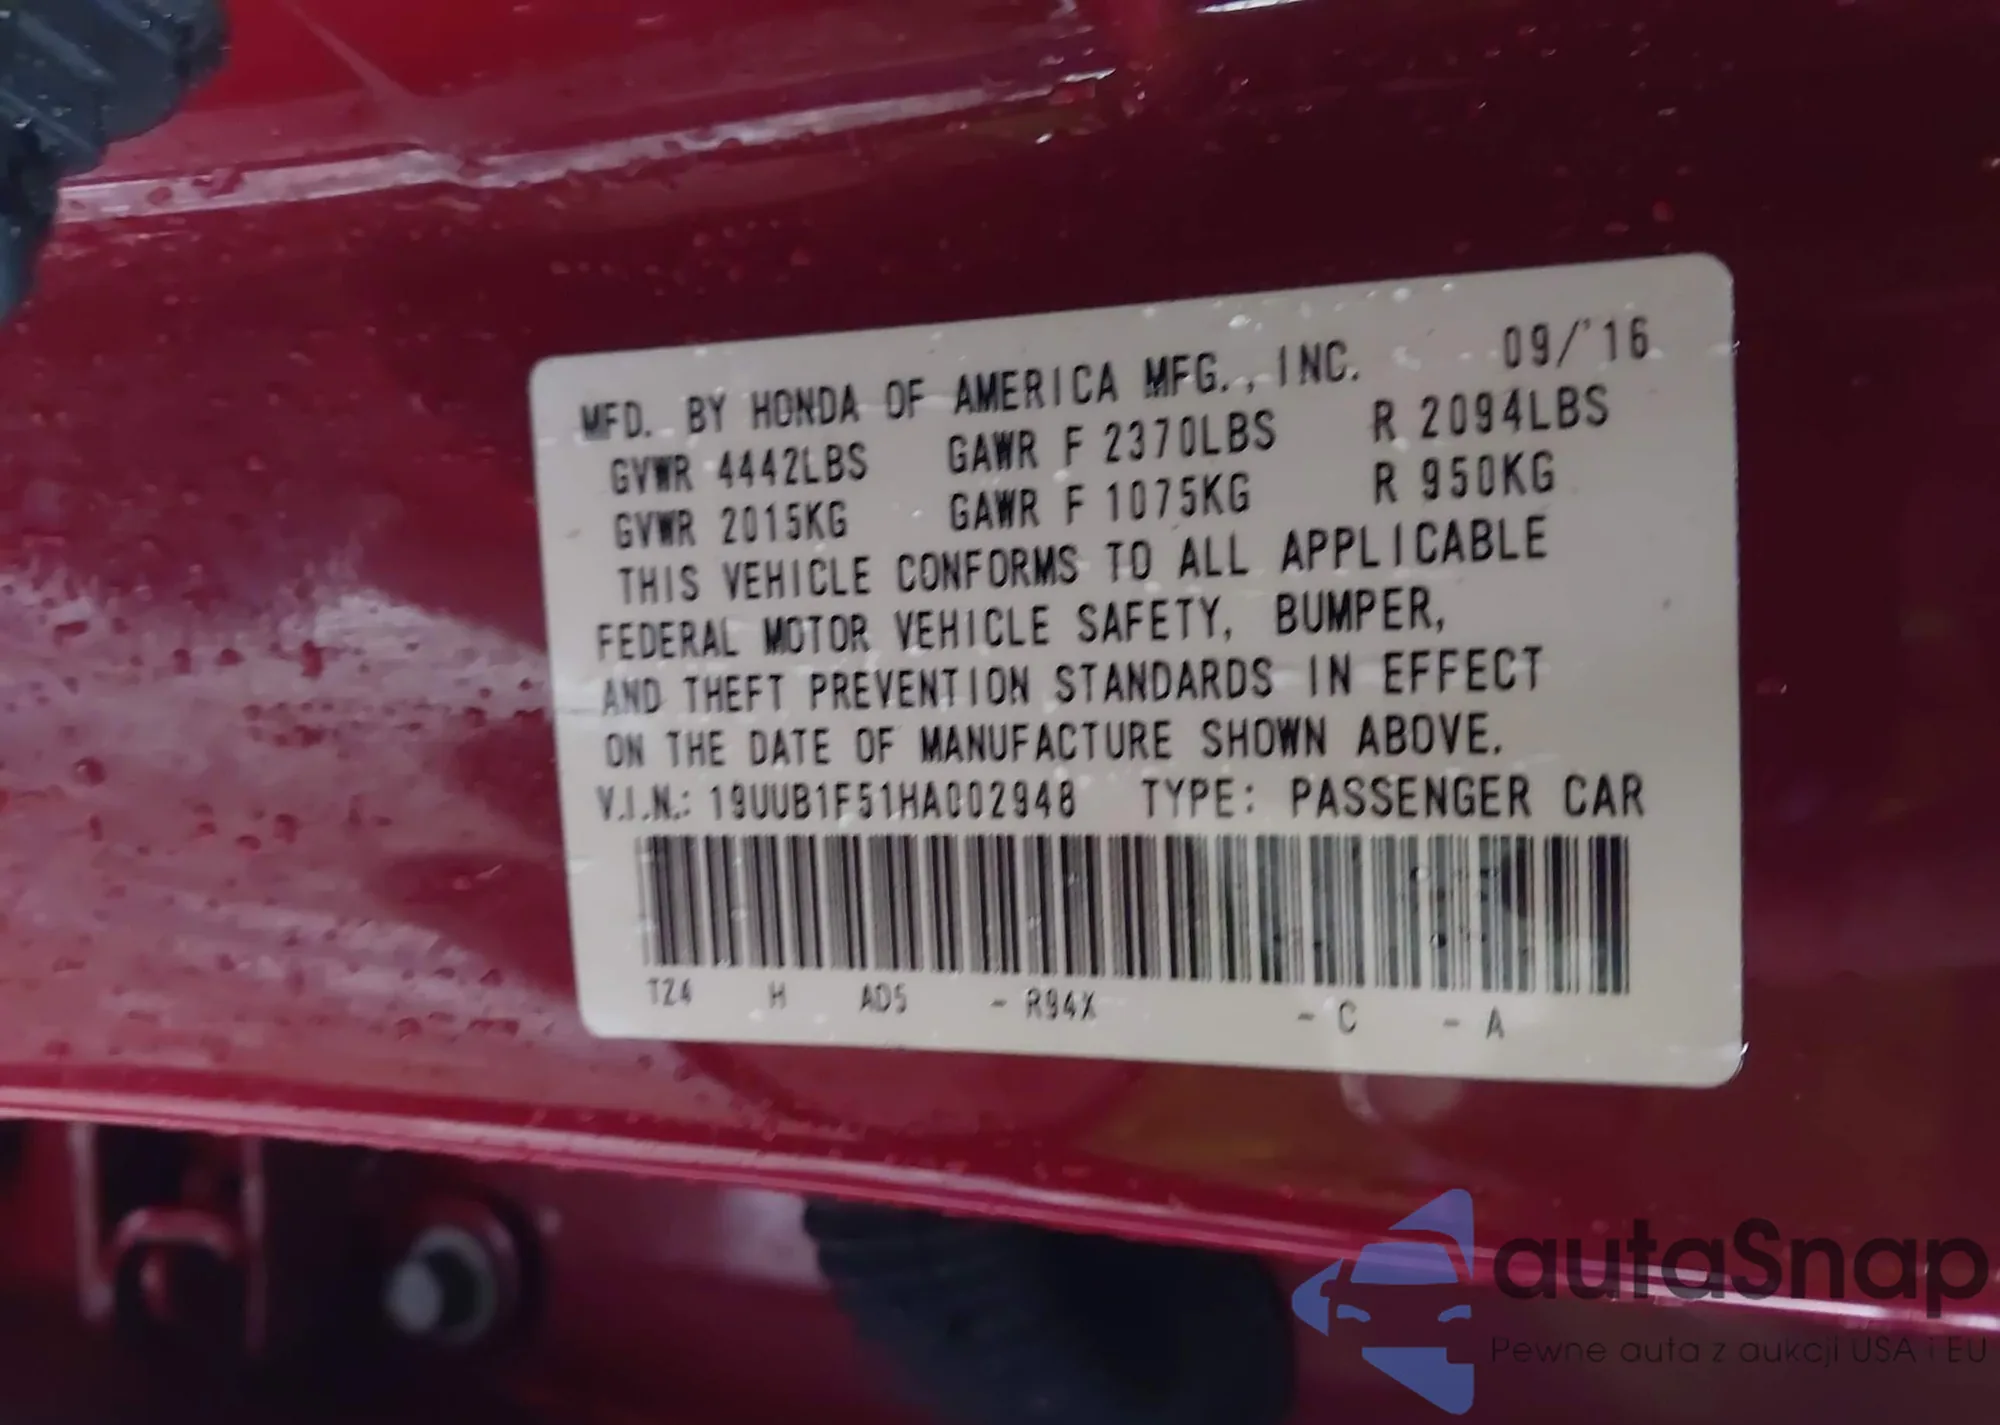 MFD. BY HONDA OF AMERICA MFG., INC. 09/'16
GVWR 4442LBS GAWR F 2370LBS R 2094LBS
GVWR 2015KG GAWR F 1075KG R 950KG
THIS VEHICLE CONFORMS TO ALL APPLICABLE
FEDERAL MOTOR VEHICLE SAFETY, BUMPER,
AND THEFT PREVENTION STANDARDS IN EFFECT
ON THE DATE OF MANUFACTURE SHOWN ABOVE.
V.I.N.: 19UUB1F51HA002948 TYPE: PASSENGER CAR
TZ4 H AD5 - R94X - C - A
autaSnap
Pewne auta z aukcji USA i EU